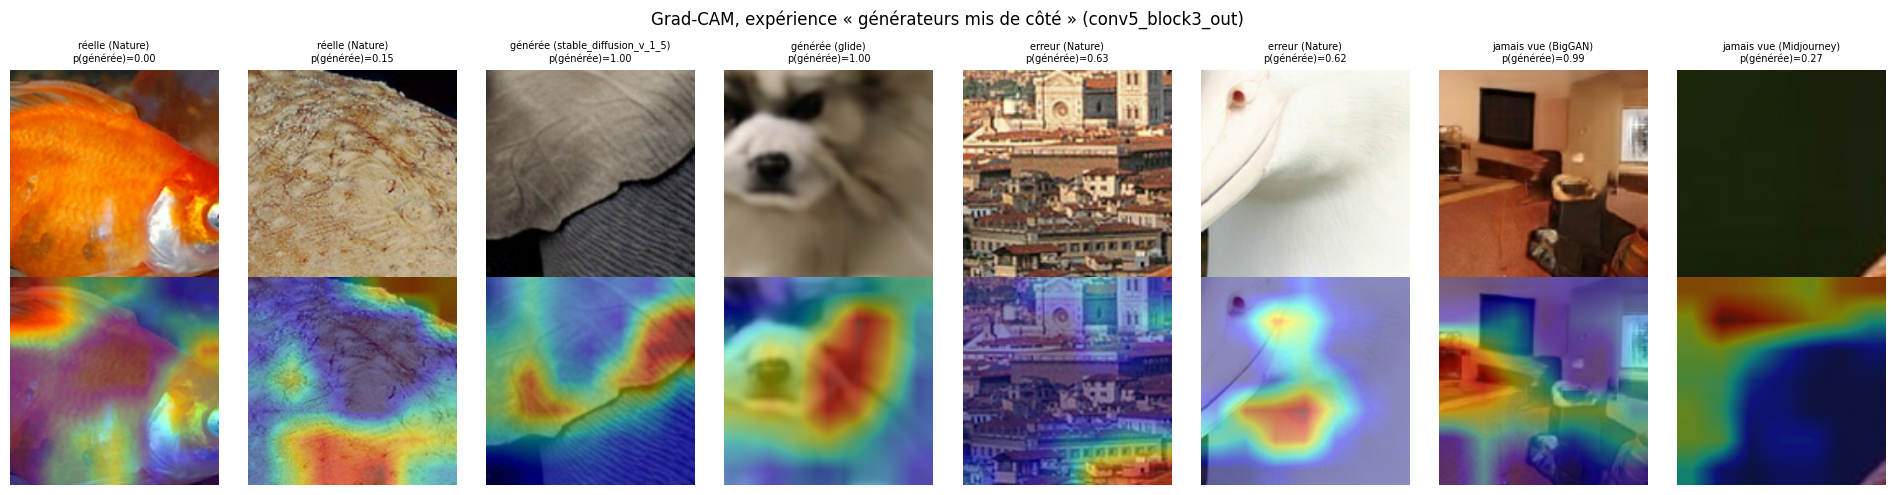 Grad-CAM, expérience « générateurs mis de côté » (conv5_block3_out)
réelle (Nature)
p(générée)=0.00
réelle (Nature)
p(générée)=0.15
générée (stable_diffusion_v_1_5)
p(générée)=1.00
générée (glide)
p(générée)=1.00
erreur (Nature)
p(générée)=0.63
erreur (Nature)
p(générée)=0.62
jamais vue (BigGAN)
p(générée)=0.99
jamais vue (Midjourney)
p(générée)=0.27